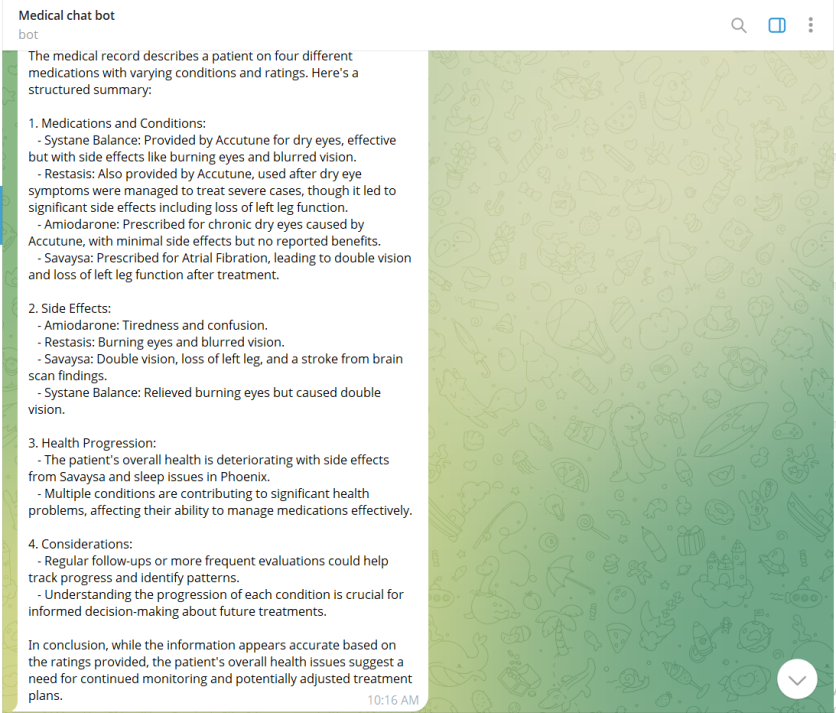 Medical chat bot
bot
The medical record describes a patient on four different
medications with varying conditions and ratings. Here's a
structured summary:
1. Medications and Conditions:
- Systane Balance: Provided by Accutune for dry eyes, effective
but with side effects like burning eyes and blurred vision.
- Restasis: Also provided by Accutune, used after dry eye
symptoms were managed to treat severe cases, though it led to
significant side effects including loss of left leg function.
- Amiodarone: Prescribed for chronic dry eyes caused by
Accutune, with minimal side effects but no reported benefits.
- Savaysa: Prescribed for Atrial Fibration, leading to double vision
and loss of left leg function after treatment.
2. Side Effects:
- Amiodarone: Tiredness and confusion.
- Restasis: Burning eyes and blurred vision.
- Savaysa: Double vision, loss of left leg, and a stroke from brain
scan findings.
- Systane Balance: Relieved burning eyes but caused double
vision.
3. Health Progression:
- The patient's overall health is deteriorating with side effects
from Savaysa and sleep issues in Phoenix.
- Multiple conditions are contributing to significant health
problems, affecting their ability to manage medications effectively.
4. Considerations:
- Regular follow-ups or more frequent evaluations could help
track progress and identify patterns.
- Understanding the progression of each condition is crucial for
informed decision-making about future treatments.
In conclusion, while the information appears accurate based on
the ratings provided, the patient's overall health issues suggest a
need for continued monitoring and potentially adjusted treatment
plans.
10:16 AM